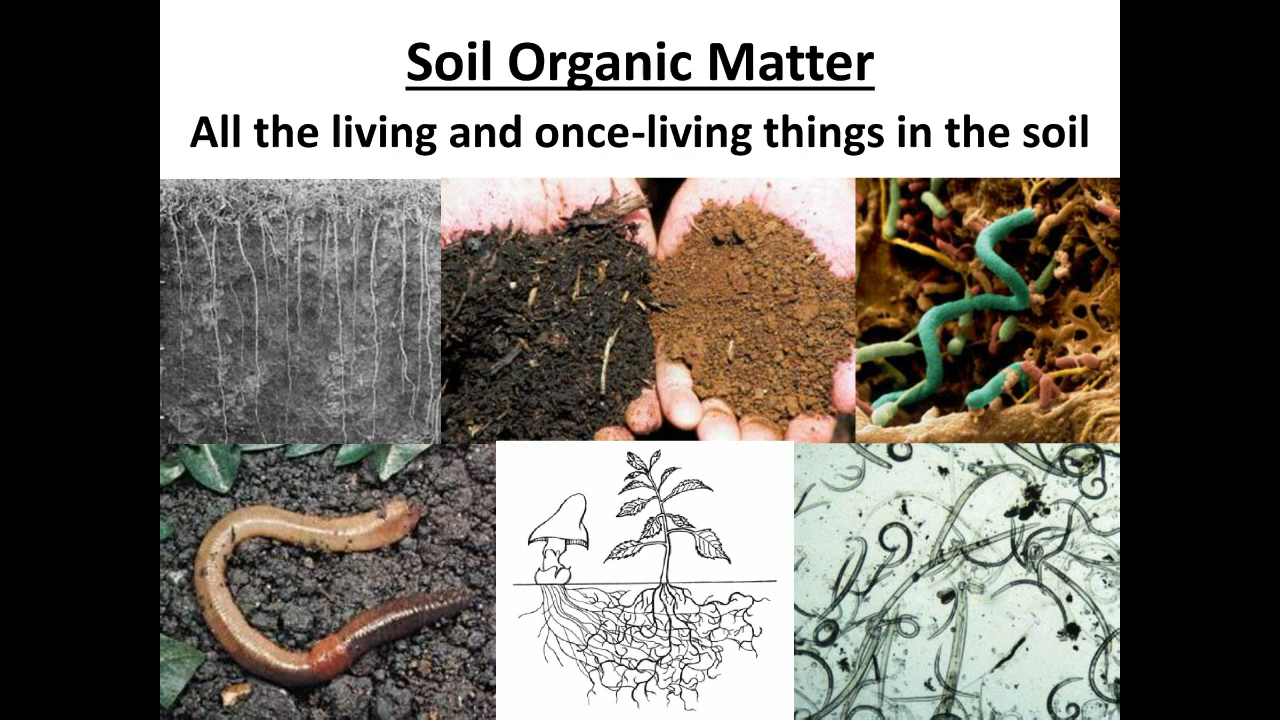 Soil Organic Matter
All the living and once-living things in the soil